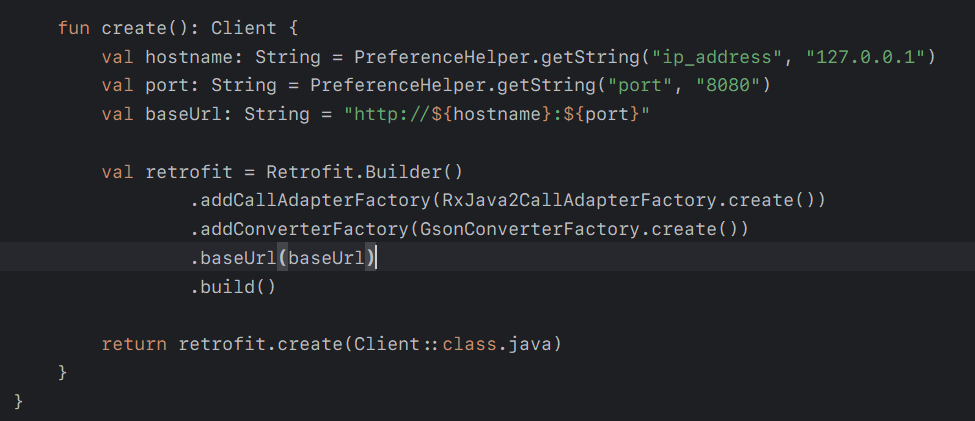 fun create(): Client {
val hostname: String = PreferenceHelper.getString("ip_address", "127.0.0.1")
val port: String = PreferenceHelper.getString("port", "8080")
val baseUrl: String = "http://${hostname}:${port}"
val retrofit = Retrofit.Builder()
.addCallAdapterFactory(RxJava2CallAdapterFactory.create())
.addConverterFactory(GsonConverterFactory.create())
.baseUrl(baseUrl)
.build()
return retrofit.create(Client::class.java)
}
}